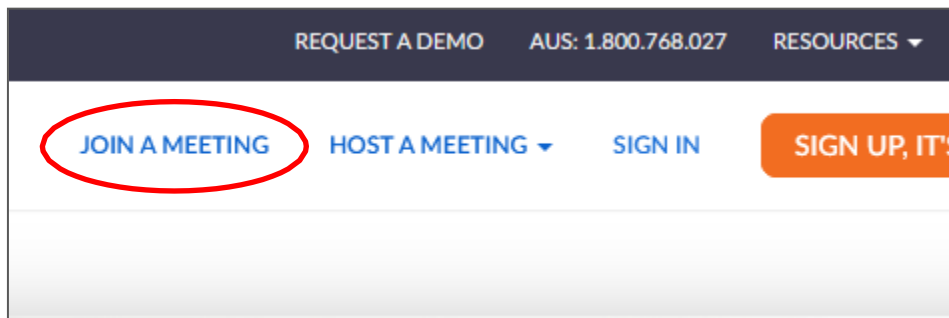 REQUEST A DEMO AUS: 1.800.768.027 RESOURCES
JOIN A MEETING HOST A MEETING SIGN IN SIGN UP, IT'S